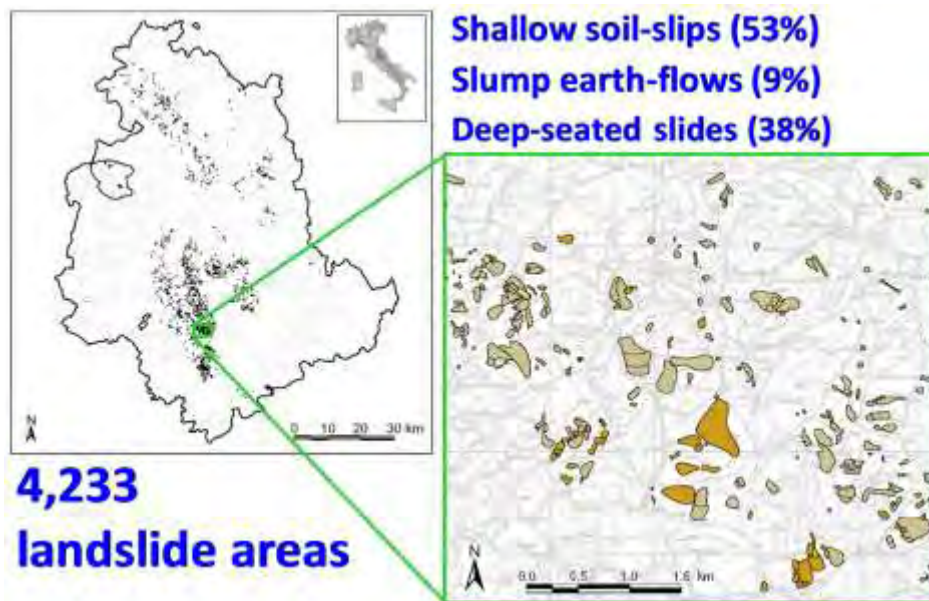 Shallow soil-slips (53%)
Slump earth-flows (9%)
Deep-seated slides (38%)
N
0 10 20 30 km
4,233
landslide areas
N
0.0 0.5 1.0 1.5 km